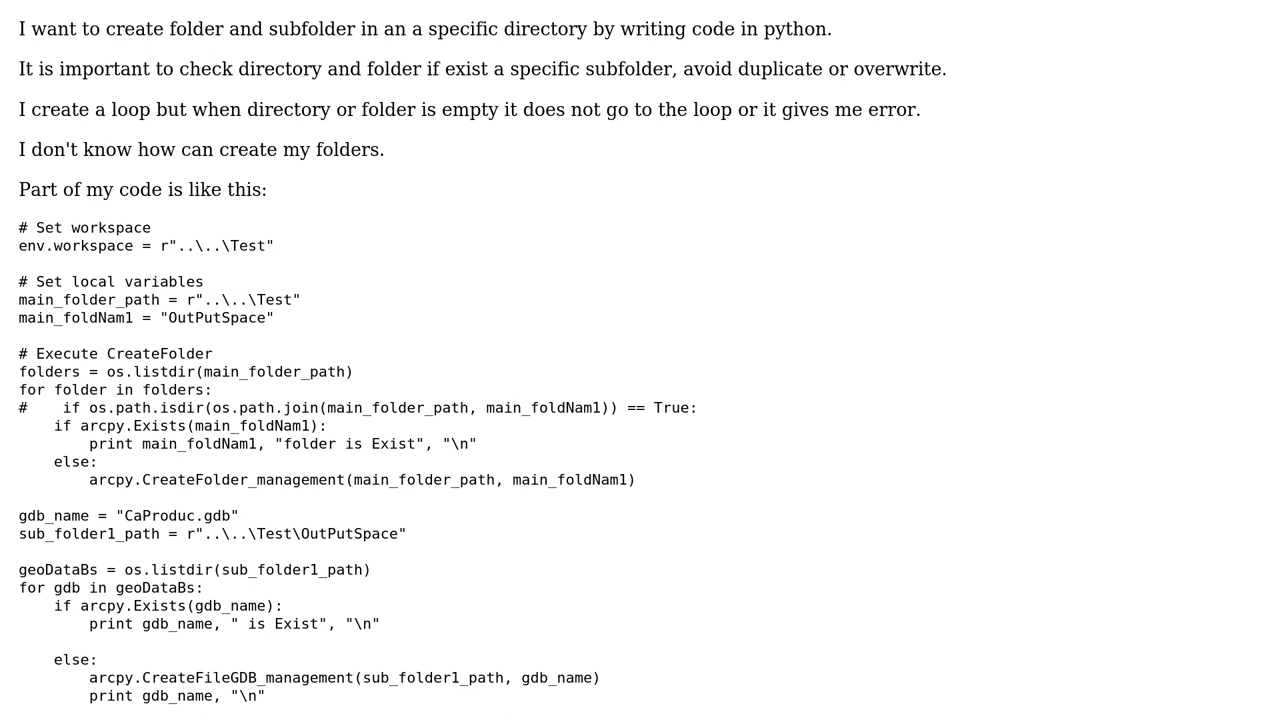 I want to create folder and subfolder in an a specific directory by writing code in python.
It is important to check directory and folder if exist a specific subfolder, avoid duplicate or overwrite.
I create a loop but when directory or folder is empty it does not go to the loop or it gives me error.
I don't know how can create my folders.
Part of my code is like this:
# Set workspace
env.workspace = r"..\..\Test"
# Set local variables
main_folder_path = r"..\..\Test"
main_foldNam1 = "OutPutSpace"
# Execute CreateFolder
folders = os.listdir(main_folder_path)
for folder in folders:
#    if os.path.isdir(os.path.join(main_folder_path, main_foldNam1)) == True:
    if arcpy.Exists(main_foldNam1):
        print main_foldNam1, "folder is Exist", "\n"
    else:
        arcpy.CreateFolder_management(main_folder_path, main_foldNam1)
gdb_name = "CaProduc.gdb"
sub_folder1_path = r"..\..\Test\OutPutSpace"
geoDataBs = os.listdir(sub_folder1_path)
for gdb in geoDataBs:
    if arcpy.Exists(gdb_name):
        print gdb_name, " is Exist", "\n"
    else:
        arcpy.CreateFileGDB_management(sub_folder1_path, gdb_name)
        print gdb_name, "\n"